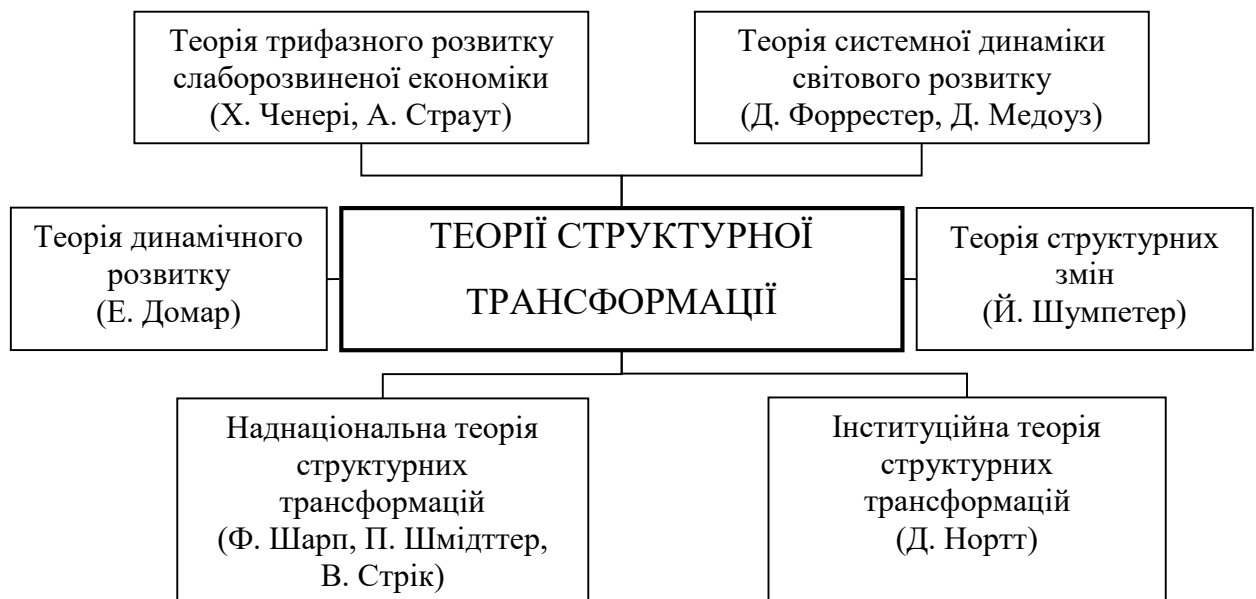 Теорія трифазного розвитку
слаборозвиненої економіки
(Х. Ченері, А. Страут)
Теорія системної динаміки
світового розвитку
(Д. Форрестер, Д. Медоуз)
Теорія динамічного
розвитку
(Е. Домар)
ТЕОРІЇ СТРУКТУРНОЇ
ТРАНСФОРМАЦІЇ
Теорія структурних
змін
(Й. Шумпетер)
Наднаціональна теорія
структурних
трансформацій
(Ф. Шарп, П. Шмідттер,
В. Стрік)
Інституційна теорія
структурних
трансформацій
(Д. Нортт)